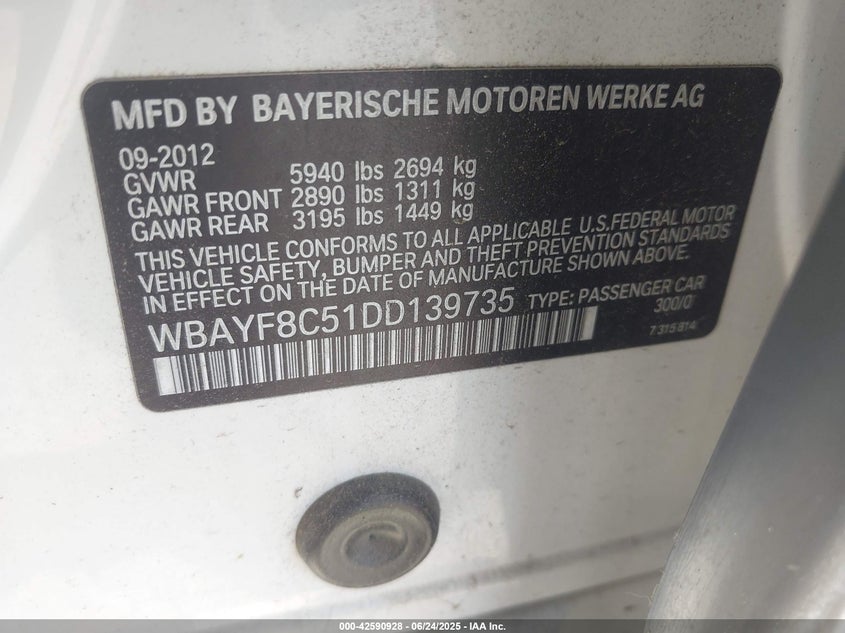 MFD BY BAYERISCHE MOTOREN WERKE AG
09-2012
GVWR 5940 lbs 2694 kg
GAWR FRONT 2890 lbs 1311 kg
GAWR REAR 3195 lbs 1449 kg
THIS VEHICLE CONFORMS TO ALL APPLICABLE U.S.FEDERAL MOTOR
VEHICLE SAFETY, BUMPER AND THEFT PREVENTION STANDARDS
IN EFFECT ON THE DATE OF MANUFACTURE SHOWN ABOVE.
WBAYF8C51DD139735 TYPE: PASSENGER CAR
300/0
7 315 814
000-42590928 - 06/24/2025 - IAA Inc.